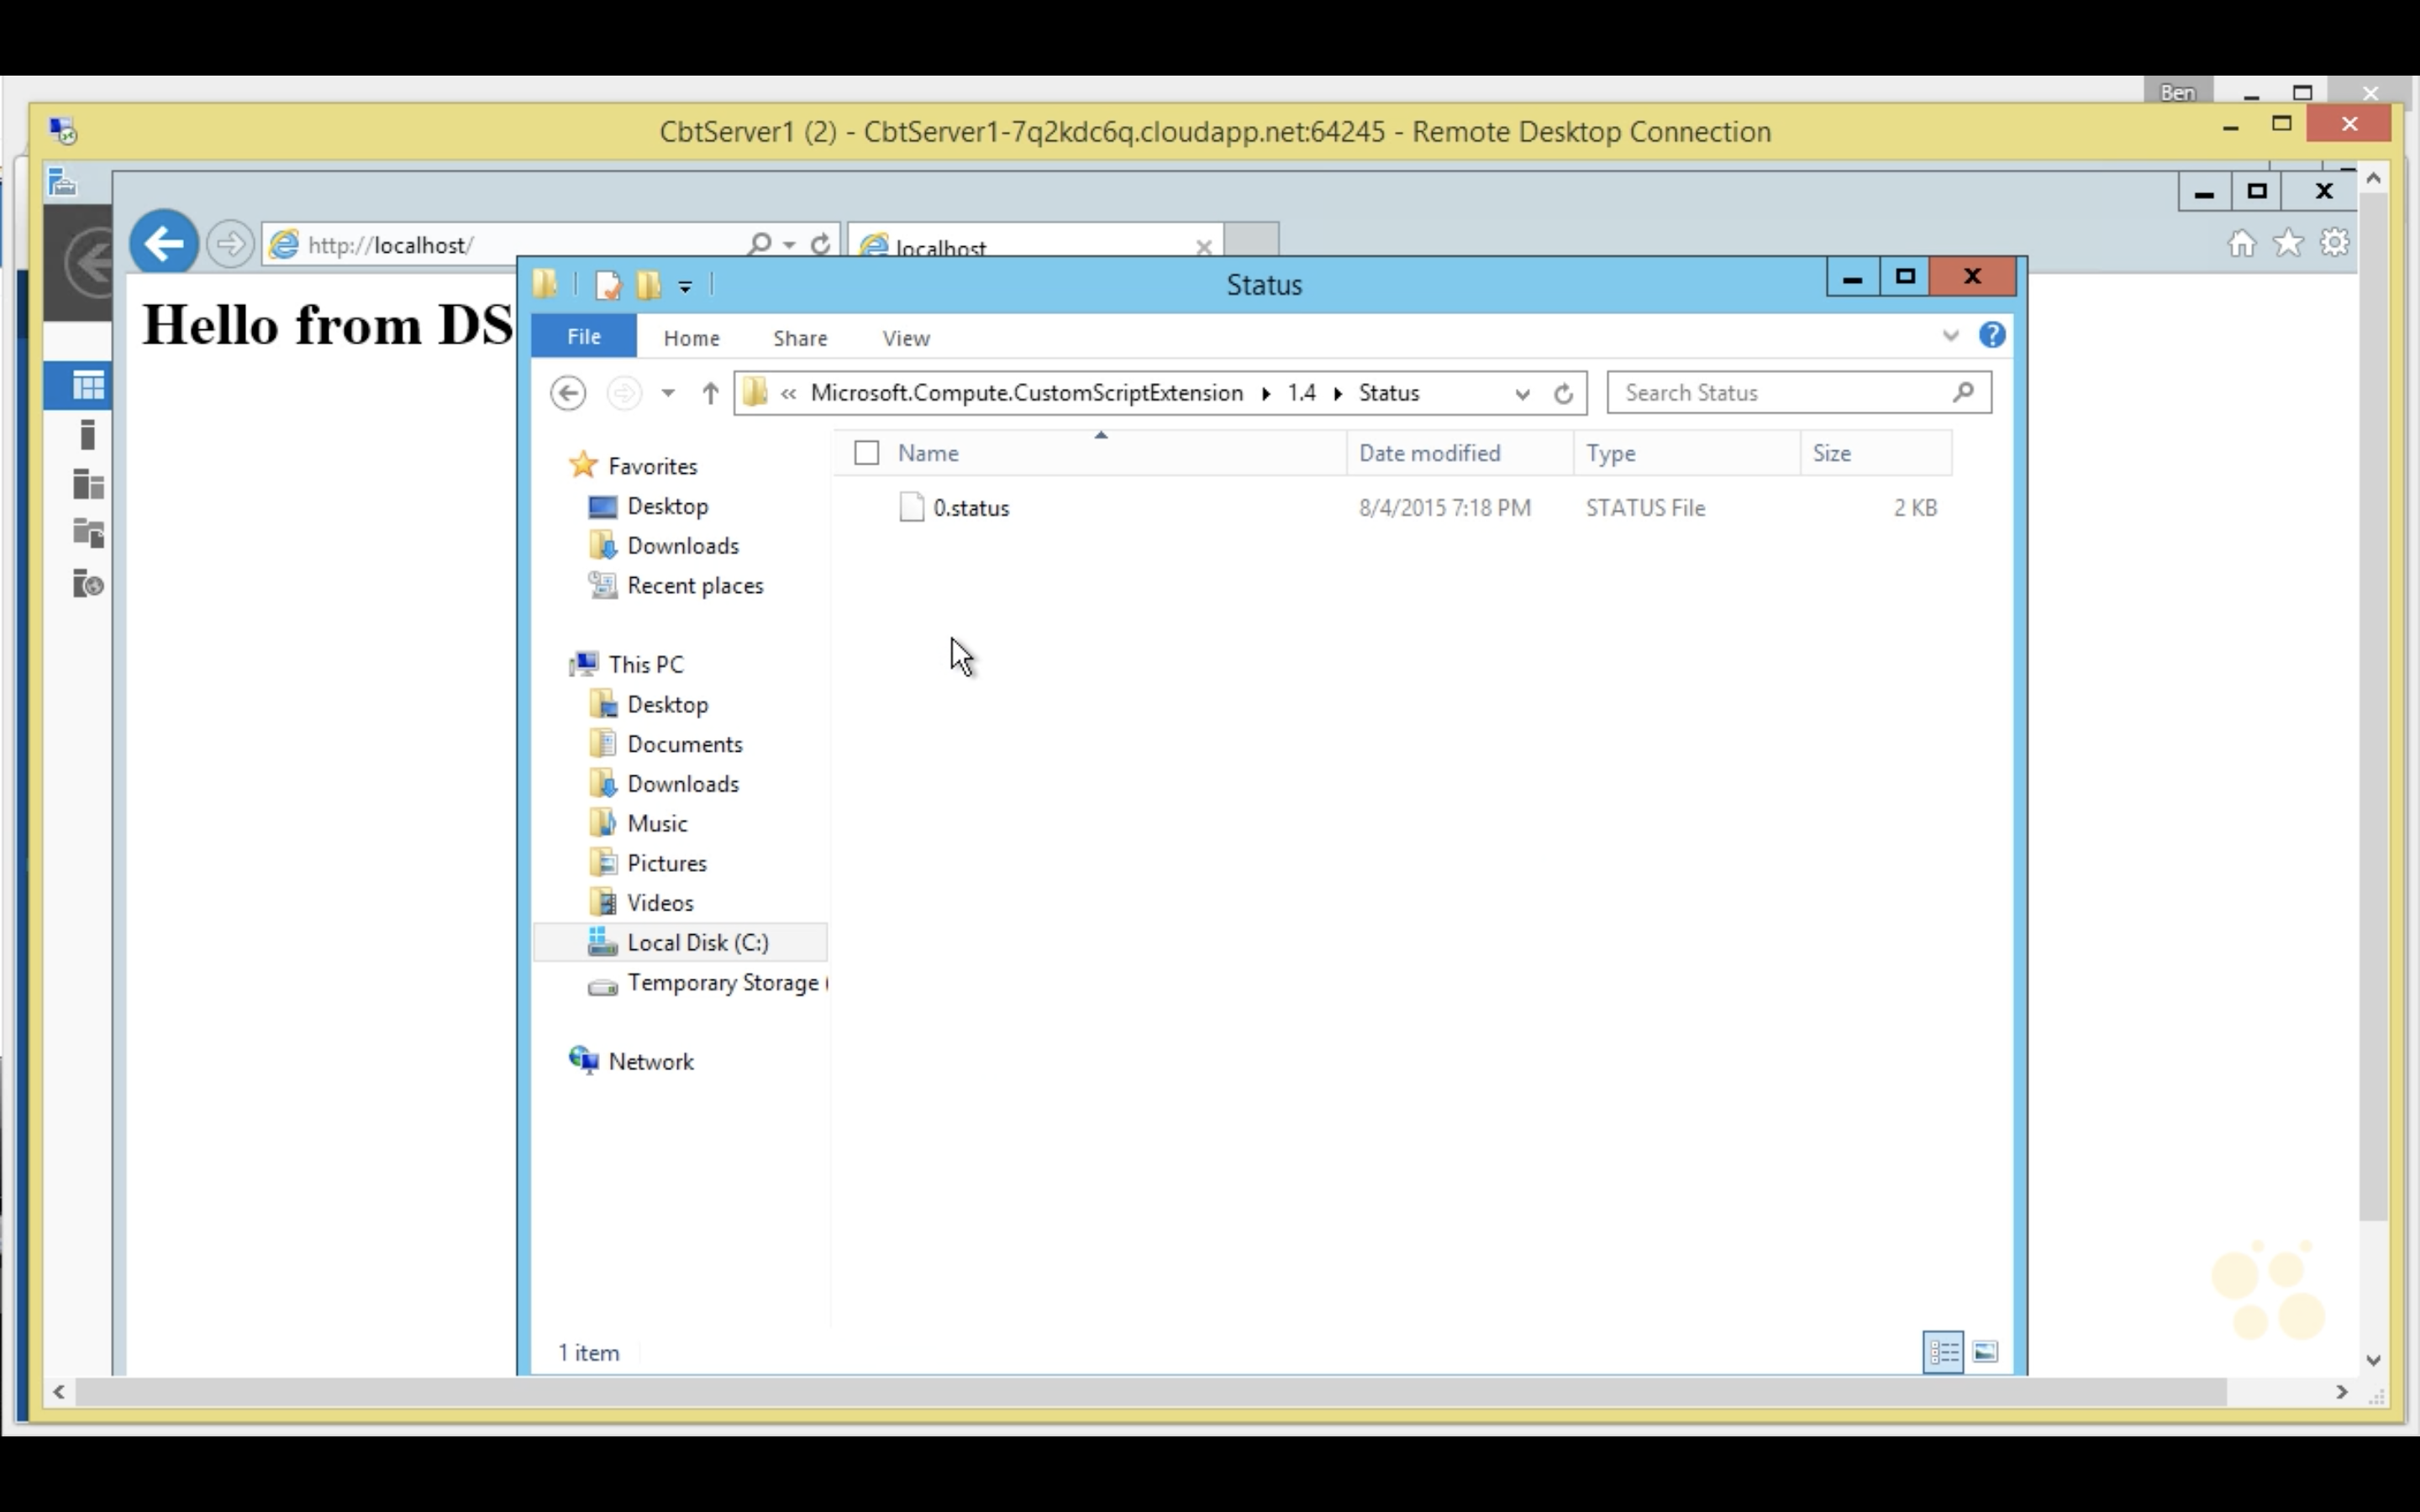 Ben
CbtServer1 (2) - CbtServer1-7q2kdc6q.cloudapp.net:64245 - Remote Desktop Connection
http://localhost/
localhost
Hello from DS
Status
File Home Share View
« Microsoft.Compute.CustomScriptExtension 1.4 Status
Search Status
Name Date modified Type Size
0.status 8/4/2015 7:18 PM STATUS File 2 KB
Favorites
Desktop
Downloads
Recent places
This PC
Desktop
Documents
Downloads
Music
Pictures
Videos
Local Disk (C:)
Temporary Storage (
Network
1 item